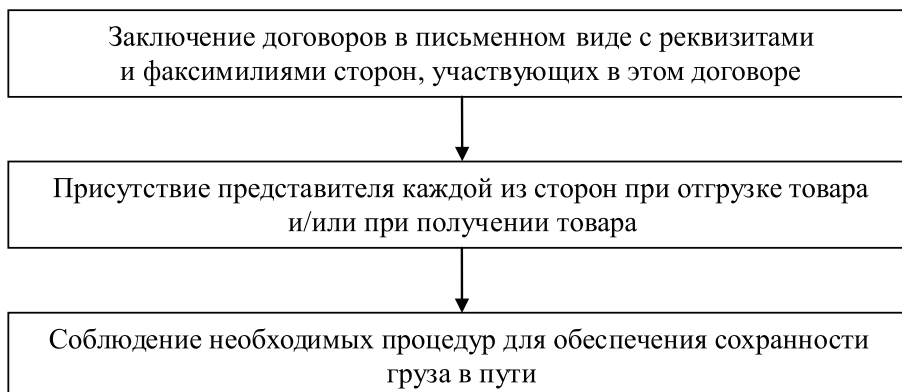 Заключение договоров в письменном виде с реквизитами
и факсимилиями сторон, участвующих в этом договоре
Присутствие представителя каждой из сторон при отгрузке товара
и/или при получении товара
Соблюдение необходимых процедур для обеспечения сохранности
груза в пути